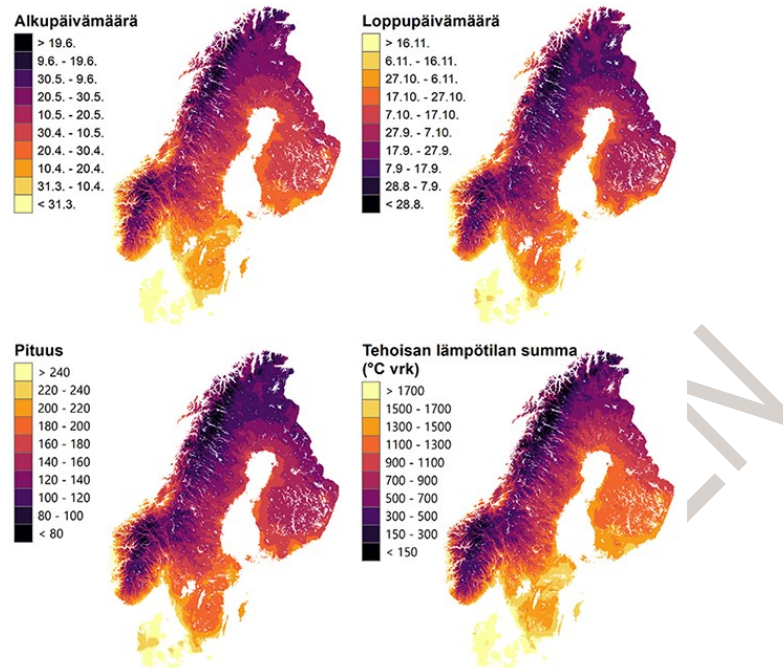 Alkupäivämäärä
> 19.6.
9.6. - 19.6.
30.5. - 9.6.
20.5. - 30.5.
10.5. - 20.5.
30.4. - 10.5.
20.4. - 30.4.
10.4. - 20.4.
31.3. - 10.4.
< 31.3.
Loppupäivämäärä
> 16.11.
6.11. - 16.11.
27.10. - 6.11.
17.10. - 27.10.
7.10. - 17.10.
27.9. - 7.10.
17.9. - 27.9.
7.9 - 17.9.
28.8 - 7.9.
< 28.8.
Pituus
> 240
220 - 240
200 - 220
180 - 200
160 - 180
140 - 160
120 - 140
100 - 120
80 - 100
< 80
Tehoisan lämpötilan summa
(°C vrk)
> 1700
1500 - 1700
1300 - 1500
1100 - 1300
900 - 1100
700 - 900
500 - 700
300 - 500
150 - 300
< 150